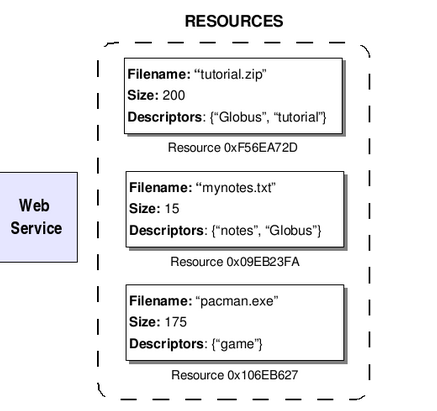 RESOURCES
Filename: “tutorial.zip”
Size: 200
Descriptors: {“Globus”, “tutorial”}
Resource 0xF56EA72D
Web
Service
Filename: “mynotes.txt”
Size: 15
Descriptors: {“notes”, “Globus”}
Resource 0x09EB23FA
Filename: “pacman.exe”
Size: 175
Descriptors: {“game”}
Resource 0x106EB627